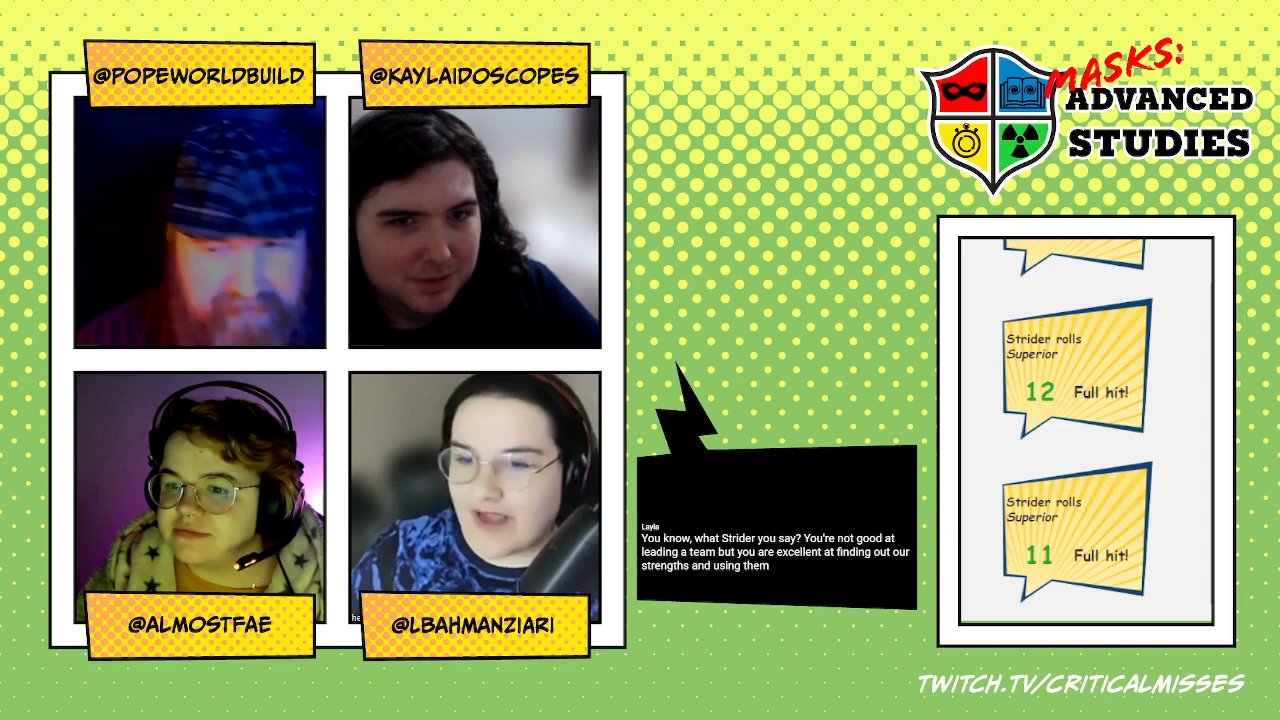 @POPEWORLDBUILD
@KAYLAIDOSCOPES
MASKS:
ADVANCED
STUDIES
Strider rolls
Superior
12 Full hit!
Strider rolls
Superior
11 Full hit!
Layla
You know, what Strider you say? You're not good at
leading a team but you are excellent at finding out our
strengths and using them
he
@ALMOSTFAE
@LBAHMANZIARI
TWITCH.TV/CRITICALMISSES